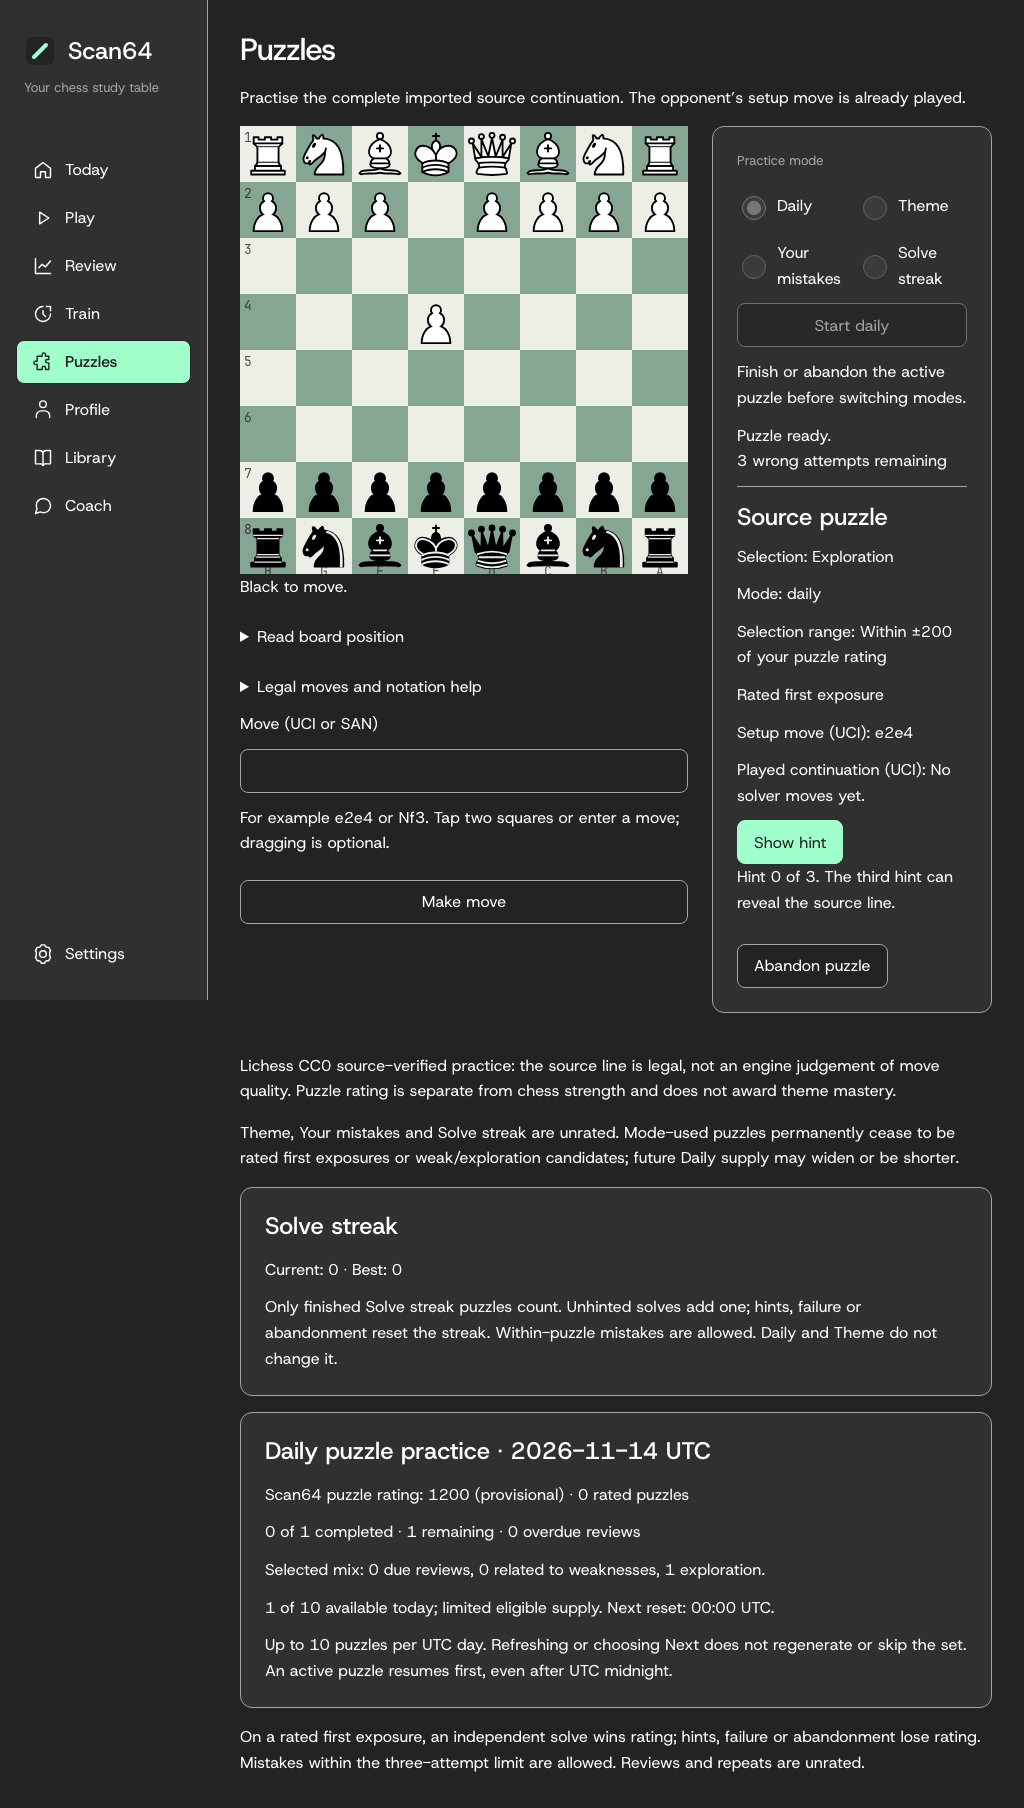 Scan64
Your chess study table
Today
Play
Review
Train
Puzzles
Profile
Library
Coach
Settings
Puzzles
Practise the complete imported source continuation. The opponent’s setup move is already played.
1
2
3
4
5
6
7
8
H G F E D C B A
Black to move.
Read board position
Legal moves and notation help
Move (UCI or SAN)
For example e2e4 or Nf3. Tap two squares or enter a move;
dragging is optional.
Make move
Practice mode
Daily
Theme
Your
mistakes
Solve
streak
Start daily
Finish or abandon the active
puzzle before switching modes.
Puzzle ready.
3 wrong attempts remaining
Source puzzle
Selection: Exploration
Mode: daily
Selection range: Within ±200
of your puzzle rating
Rated first exposure
Setup move (UCI): e2e4
Played continuation (UCI): No
solver moves yet.
Show hint
Hint 0 of 3. The third hint can
reveal the source line.
Abandon puzzle
Lichess CC0 source-verified practice: the source line is legal, not an engine judgement of move
quality. Puzzle rating is separate from chess strength and does not award theme mastery.
Theme, Your mistakes and Solve streak are unrated. Mode-used puzzles permanently cease to be
rated first exposures or weak/exploration candidates; future Daily supply may widen or be shorter.
Solve streak
Current: 0 · Best: 0
Only finished Solve streak puzzles count. Unhinted solves add one; hints, failure or
abandonment reset the streak. Within-puzzle mistakes are allowed. Daily and Theme do not
change it.
Daily puzzle practice · 2026-11-14 UTC
Scan64 puzzle rating: 1200 (provisional) · 0 rated puzzles
0 of 1 completed · 1 remaining · 0 overdue reviews
Selected mix: 0 due reviews, 0 related to weaknesses, 1 exploration.
1 of 10 available today; limited eligible supply. Next reset: 00:00 UTC.
Up to 10 puzzles per UTC day. Refreshing or choosing Next does not regenerate or skip the set.
An active puzzle resumes first, even after UTC midnight.
On a rated first exposure, an independent solve wins rating; hints, failure or abandonment lose rating.
Mistakes within the three-attempt limit are allowed. Reviews and repeats are unrated.